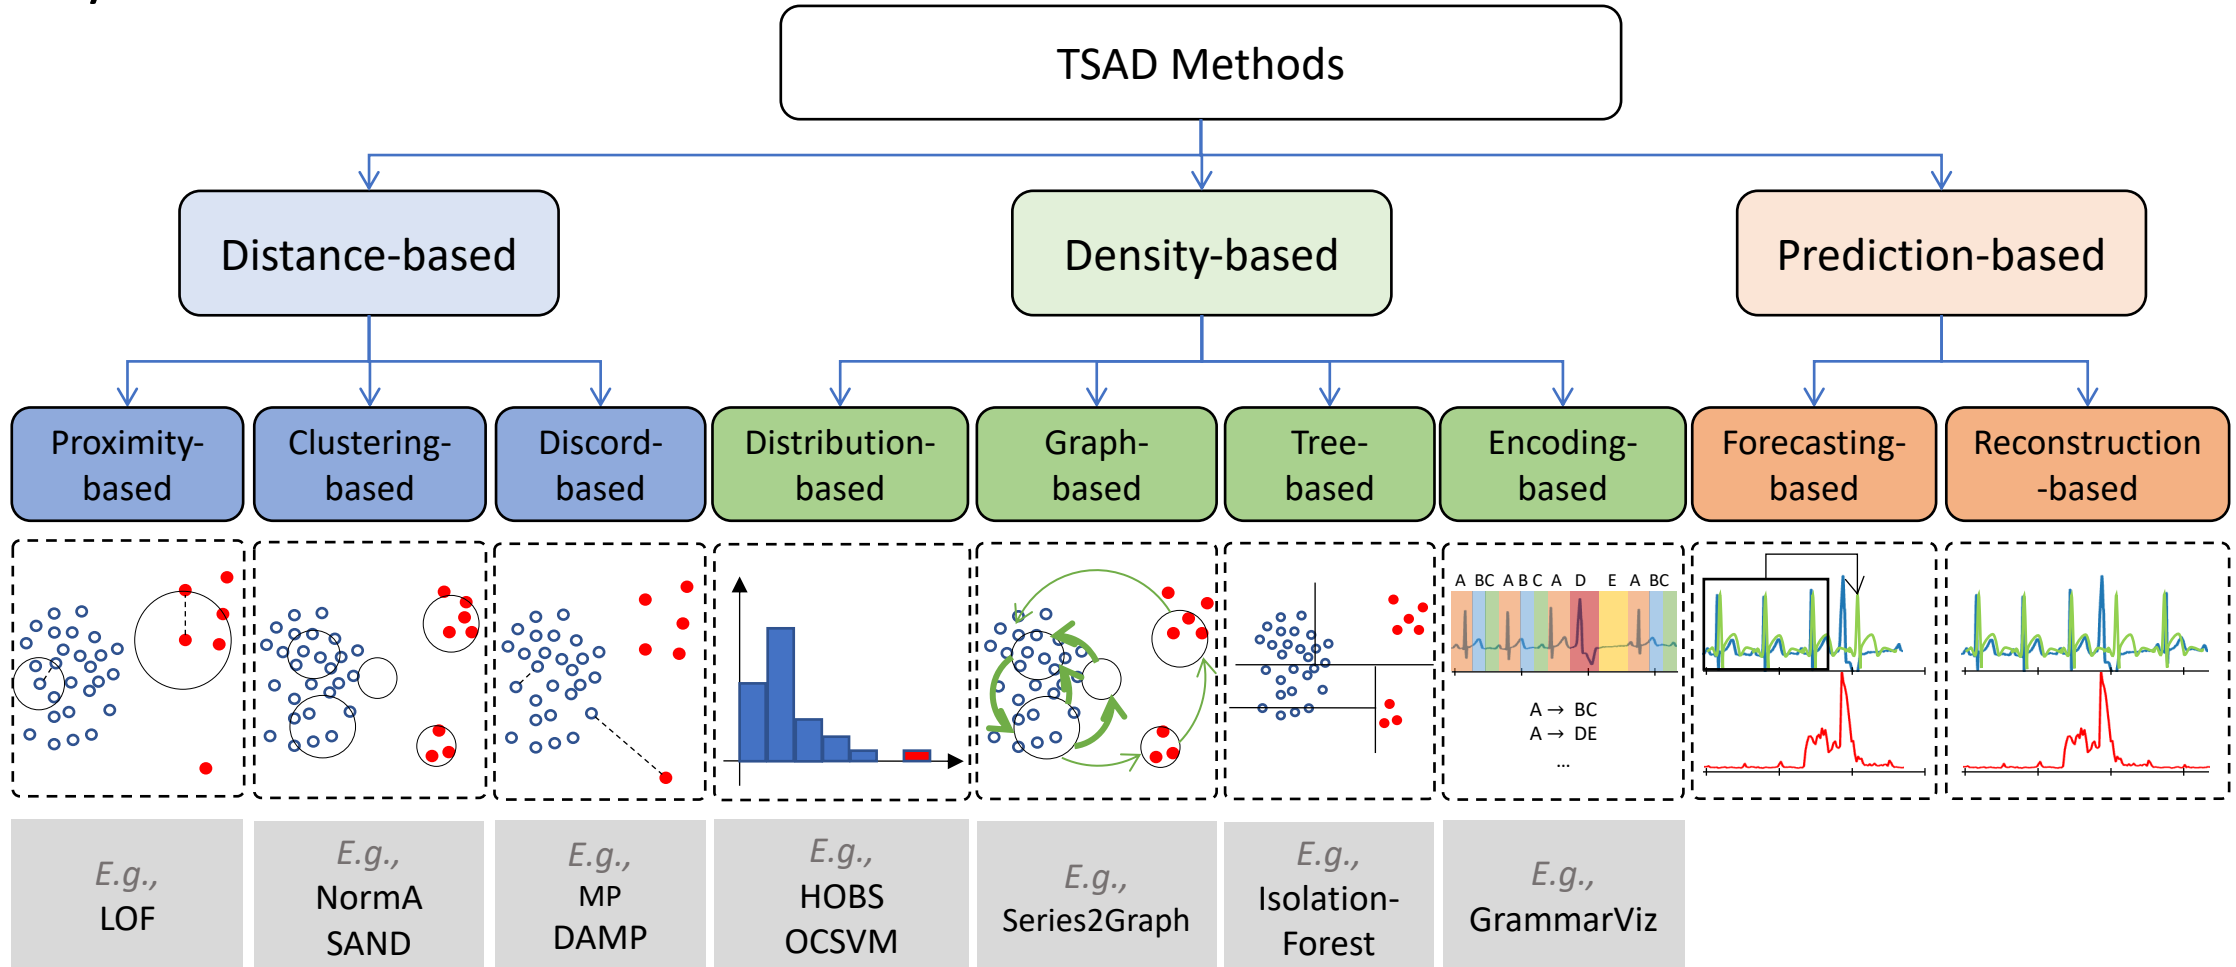 TSAD Methods
Distance-based
Density-based
Prediction-based
Proximity-
based
Clustering-
based
Discord-
based
Distribution-
based
Graph-
based
Tree-
based
Encoding-
based
Forecasting-
based
Reconstruction
-based
A BC A B C A D E A BC
A → BC
A → DE
...
E.g.,
LOF
E.g.,
NormA
SAND
E.g.,
MP
DAMP
E.g.,
HOBS
OCSVM
E.g.,
Series2Graph
E.g.,
Isolation-
Forest
E.g.,
GrammarViz